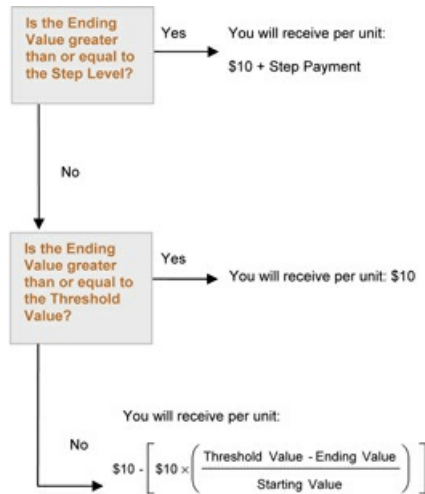 Is the Ending
Value greater
than or equal to
the Step Level?
Yes
You will receive per unit:
$10 + Step Payment
No
Is the Ending
Value greater
than or equal to
the Threshold
Value?
Yes
You will receive per unit: $10
No
You will receive per unit:
$10 - [ $10 × ( Threshold Value - Ending Value
Starting Value ) ]